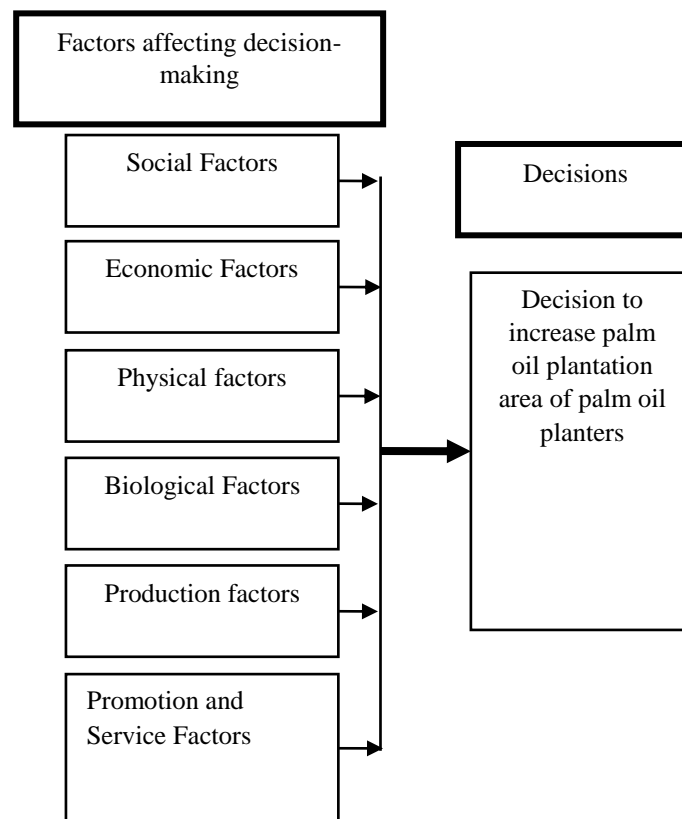 Factors affecting decision-
making
Social Factors
Decisions
Economic Factors
Decision to
increase palm
oil plantation
area of palm oil
planters
Physical factors
Biological Factors
Production factors
Promotion and
Service Factors